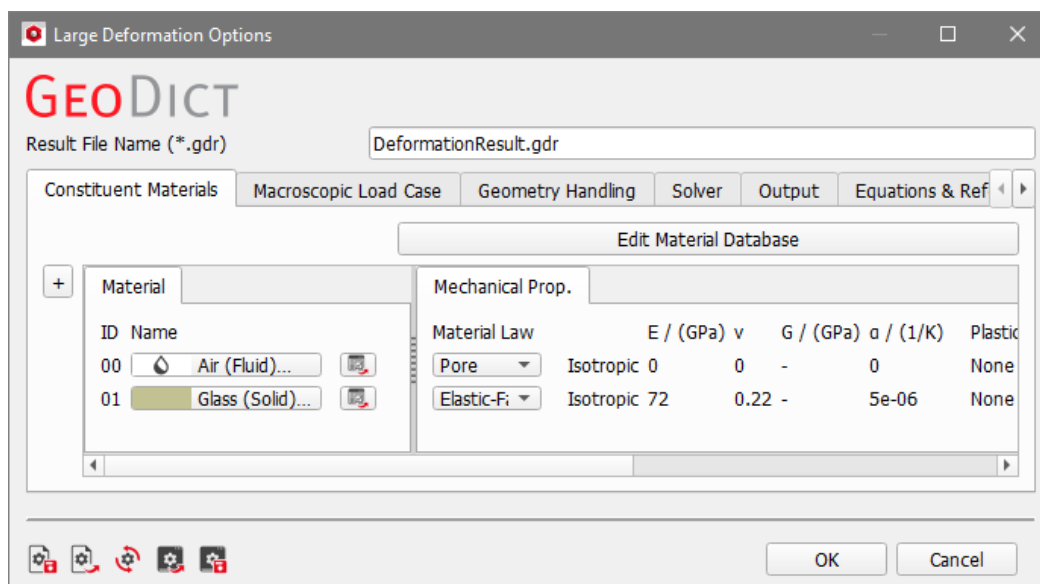 Large Deformation Options
GEODICT
Result File Name (*.gdr) DeformationResult.gdr
Constituent Materials Macroscopic Load Case Geometry Handling Solver Output Equations & Ref
Edit Material Database
+ Material Mechanical Prop.
ID Name Material Law E / (GPa) ν G / (GPa) α / (1/K) Plastic
00 Air (Fluid)... Pore Isotropic 0 0 - 0 None
01 Glass (Solid)... Elastic-Fa Isotropic 72 0.22 - 5e-06 None
OK Cancel